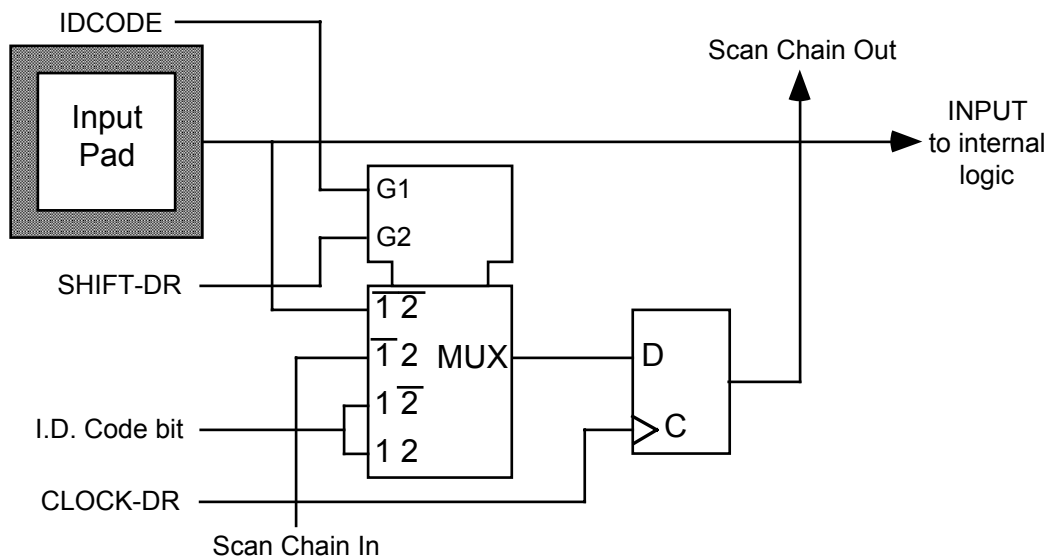 IDCODE
Scan Chain Out
Input
Pad
INPUT
to internal
logic
G1
G2
SHIFT-DR
1̅ 2̅
1̅ 2
MUX
D
1 2̅
I.D. Code bit
C
1 2
CLOCK-DR
Scan Chain In